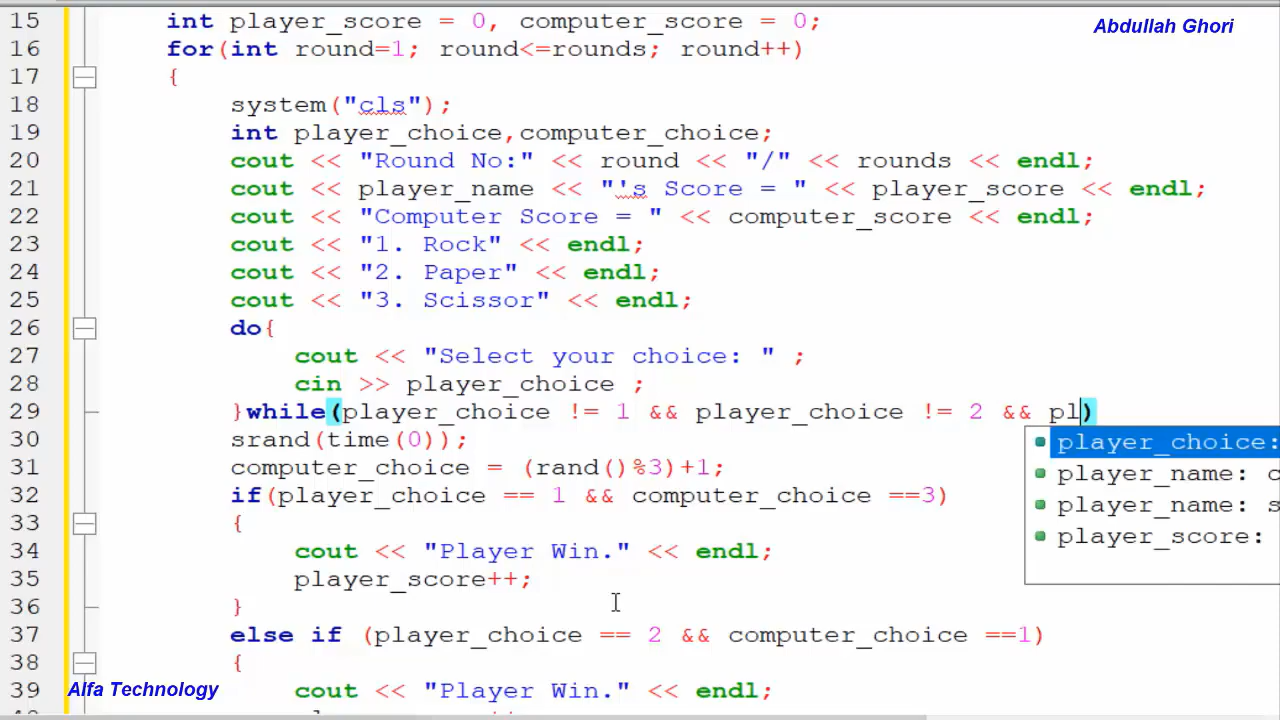 Abdullah Ghori
15 int player_score = 0, computer_score = 0;
16 for(int round=1; round<=rounds; round++)
17 {
18 system("cls");
19 int player_choice,computer_choice;
20 cout << "Round No:" << round << "/" << rounds << endl;
21 cout << player_name << "'s Score = " << player_score << endl;
22 cout << "Computer Score = " << computer_score << endl;
23 cout << "1. Rock" << endl;
24 cout << "2. Paper" << endl;
25 cout << "3. Scissor" << endl;
26 do{
27 cout << "Select your choice: " ;
28 cin >> player_choice ;
29 }while(player_choice != 1 && player_choice != 2 && pl)
30 srand(time(0));
player_choice:
31 computer_choice = (rand()%3)+1;
player_name: c
32 if(player_choice == 1 && computer_choice ==3)
player_name: s
33 {
player_score:
34 cout << "Player Win." << endl;
35 player_score++;
36 }
37 else if (player_choice == 2 && computer_choice ==1)
38 {
39 cout << "Player Win." << endl;
Alfa Technology